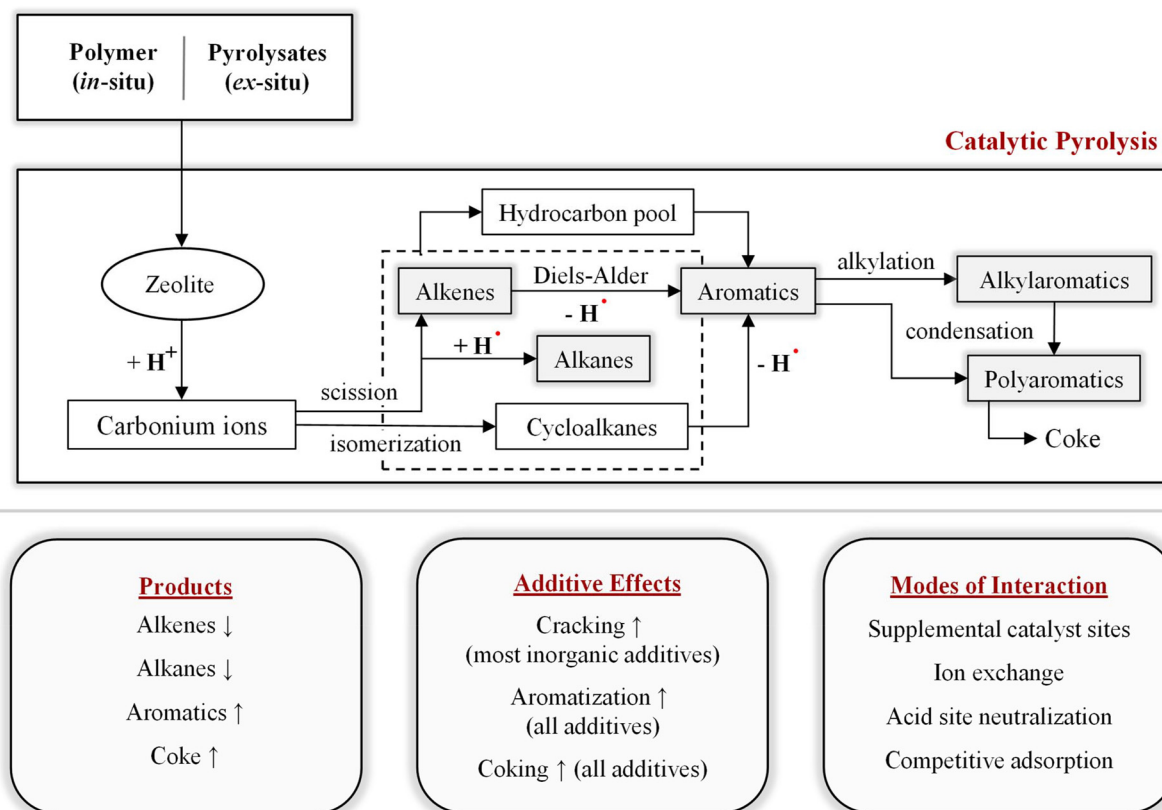 Polymer
(in-situ)
Pyrolysates
(ex-situ)
Catalytic Pyrolysis
Hydrocarbon pool
Zeolite
Alkenes
Diels-Alder
- H•
Aromatics
alkylation
Alkylaromatics
+ H+
+ H•
Alkanes
- H•
condensation
Polyaromatics
scission
Carbonium ions
isomerization
Cycloalkanes
Coke
Products
Alkenes ↓
Alkanes ↓
Aromatics ↑
Coke ↑
Additive Effects
Cracking ↑
(most inorganic additives)
Aromatization ↑
(all additives)
Coking ↑ (all additives)
Modes of Interaction
Supplemental catalyst sites
Ion exchange
Acid site neutralization
Competitive adsorption